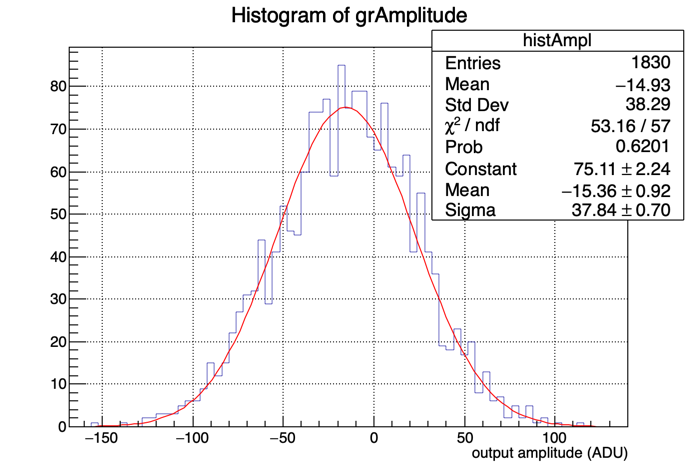 Histogram of grAmplitude
histAmpl
Entries 1830
Mean −14.93
Std Dev 38.29
χ² / ndf 53.16 / 57
Prob 0.6201
Constant 75.11 ± 2.24
Mean −15.36 ± 0.92
Sigma 37.84 ± 0.70
80
70
60
50
40
30
20
10
0
−150 −100 −50 0 50 100
output amplitude (ADU)